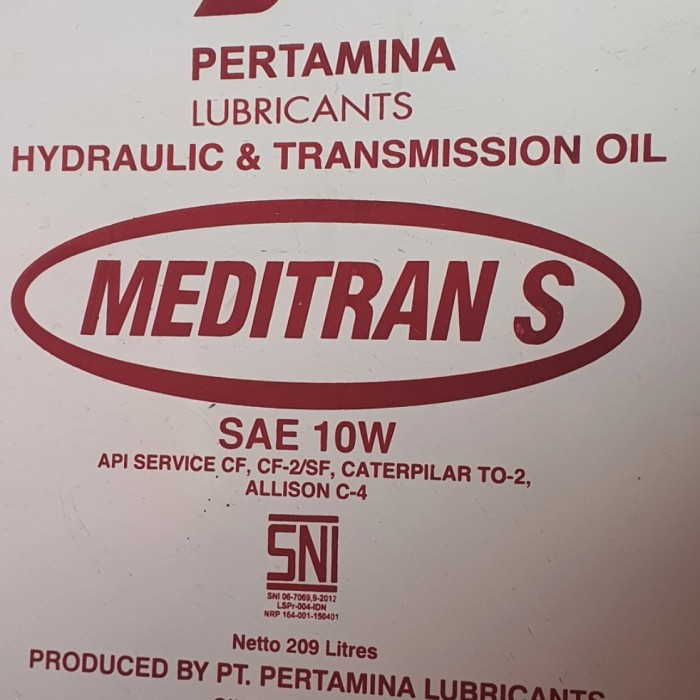 PERTAMINA
LUBRICANTS
HYDRAULIC & TRANSMISSION OIL
MEDITRAN S
SAE 10W
API SERVICE CF, CF-2/SF, CATERPILAR TO-2,
ALLISON C-4
SNI
SNI 06-7069,9-2012
LSPr-004-IDN
NRP 164-001-150401
Netto 209 Litres
PRODUCED BY PT. PERTAMINA LUBRICANTS